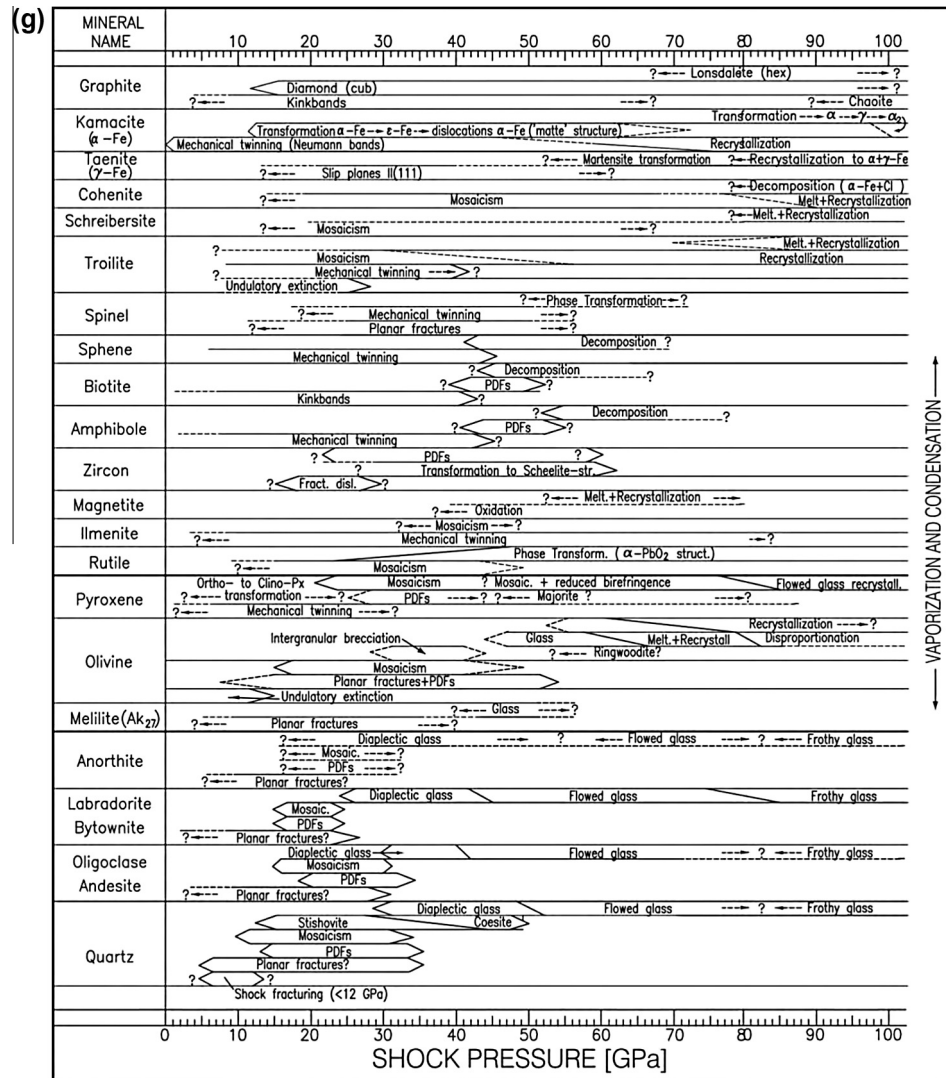 (g)
MINERAL NAME
10 20 30 40 50 60 70 80 90 100
Graphite
? Lonsdalete (hex) ?
Diamond (cub)
? Kinkbands ? ? Chaoite
Kamacite
(α-Fe)
Transformation α γ α2
Transformation α-Fe ε-Fe dislocations α-Fe ('matte' structure)
Mechanical twinning (Neumann bands) Recrystallization
Taenite
(γ-Fe)
? Martensite transformation ? Recrystallization to α+γ-Fe
? Slip planes II(111) ?
Cohenite
? Decomposition (α-Fe+Cl )
? Mosaicism Melt+Recrystallization
Schreibersite
? Melt.+Recrystallization
? Mosaicism ?
Troilite
? Melt.+Recrystallization
Mosaicism Recrystallization
? Mechanical twinning ?
Undulatory extinction
Spinel
? Phase Transformation ?
? Mechanical twinning ?
? Planar fractures ?
Sphene
Decomposition ?
Mechanical twinning
Biotite
? Decomposition ?
? PDFs ?
Kinkbands ?
Amphibole
? Decomposition ?
? PDFs ?
Mechanical twinning ?
Zircon
? PDFs ?
? Transformation to Scheelite-str.
? Fract. disl. ?
Magnetite
? Melt.+Recrystallization ?
? Oxidation
Ilmenite
? Mosaicism ?
? Mechanical twinning ?
Rutile
Phase Transform. (α-PbO2 struct.)
? Mosaicism
Pyroxene
Ortho- to Clino-Px Mosaicism ? Mosaic. + reduced birefringence Flowed glass recrystall.
? transformation ? PDFs ? ? Majorite ? ?
? Mechanical twinning ?
Olivine
Recrystallization ?
Intergranular brecciation Glass Melt.+Recrystall Disproportionation
? Ringwoodite?
Mosaicism
Planar fractures+PDFs
Undulatory extinction
Melilite(Ak27)
? Glass ?
? Planar fractures ?
Anorthite
? Diaplectic glass ? ? Flowed glass ? Frothy glass
? Mosaic. ?
? PDFs ?
? Planar fractures?
Labradorite
Bytownite
Diaplectic glass Flowed glass Frothy glass
Mosaic.
PDFs
? Planar fractures?
Oligoclase
Andesite
Diaplectic glass Flowed glass ? Frothy glass
Mosaicism
PDFs
? Planar fractures?
Quartz
Diaplectic glass Flowed glass ? Frothy glass
Stishovite Coesite
Mosaicism
PDFs
Planar fractures?
? ?
Shock fracturing (<12 GPa)
0 10 20 30 40 50 60 70 80 90 100
SHOCK PRESSURE [GPa]
VAPORIZATION AND CONDENSATION